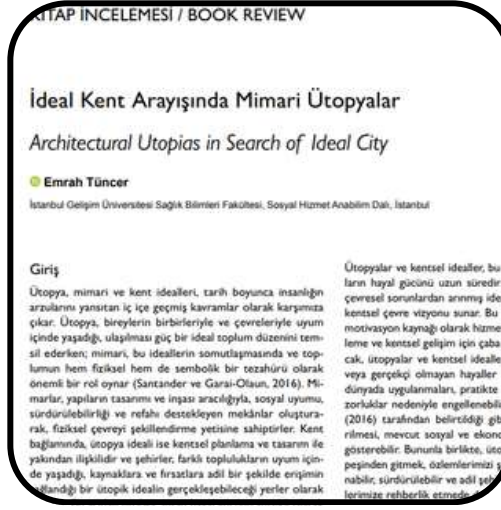 KİTAP İNCELEMESİ / BOOK REVIEW
İdeal Kent Arayışında Mimari Ütopyalar
Architectural Utopias in Search of Ideal City
Emrah Tüncer
İstanbul Gelişim Üniversitesi Sağlık Bilimleri Fakültesi, Sosyal Hizmet Anabilim Dalı, İstanbul
Giriş
Ütopya, mimari ve kent idealleri, tarih boyunca insanlığın
arzularını yansıtan iç içe geçmiş kavramlar olarak karşımıza
çıkar. Ütopya, bireylerin birbirleriyle ve çevreleriyle uyum
içinde yaşadığı, ulaşılması güç bir ideal toplum düzenini tem-
sil ederken; mimari, bu ideallerin somutlaşmasında ve top-
lumun hem fiziksel hem de sembolik bir tezahürü olarak
önemli bir rol oynar (Santander ve Garai-Olaun, 2016). Mi-
marlar, yapıların tasarımı ve inşası aracılığıyla, sosyal uyumu,
sürdürülebilirliği ve refahı destekleyen mekânlar oluştura-
rak, fiziksel çevreyi şekillendirme yetisine sahiptirler. Kent
bağlamında, ütopya ideali ise kentsel planlama ve tasarım ile
yakından ilişkilidir ve şehirler, farklı toplulukların uyum için-
de yaşadığı, kaynaklara ve fırsatlara adil bir şekilde erişimin
sağlandığı bir ütopik idealin gerçekleşebileceği yerler olarak
Ütopyalar ve kentsel idealler, bu
ların hayal gücünü uzun süredir
çevresel sorunlardan arınmış ide
kentsel çevre vizyonu sunar. Bu
motivasyon kaynağı olarak hizme
leme ve kentsel gelişim için çaba
cak, ütopyalar ve kentsel idealle
veya gerçekçi olmayan hayaller
dünyada uygulanmaları, pratikte
zorluklar nedeniyle engellenebili
(2016) tarafından belirtildiği gib
rilmesi, mevcut sosyal ve ekono
gösterebilir. Bununla birlikte, üto
peşinden gitmek, özlemlerimizi ş
nabilir, sürdürülebilir ve adil şeh
lerimize rehberlik etmede